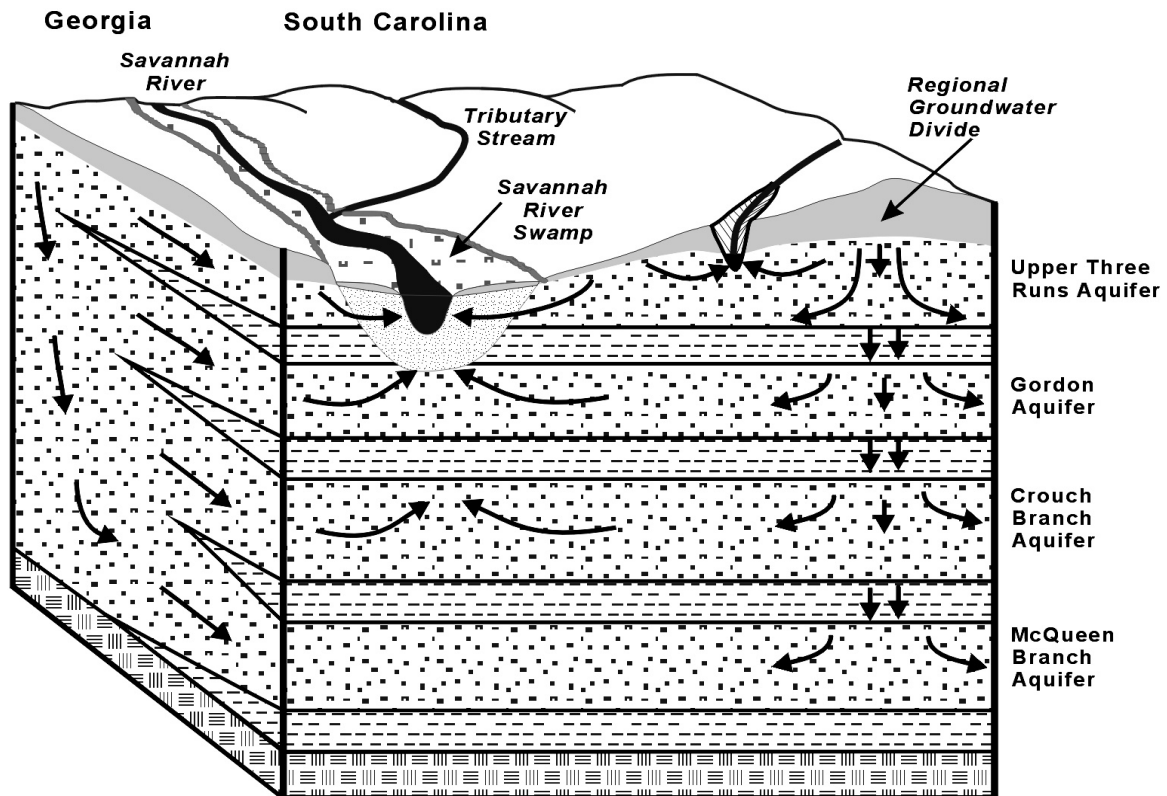 Georgia
South Carolina
Savannah
River
Tributary
Stream
Savannah
River
Swamp
Regional
Groundwater
Divide
Upper Three
Runs Aquifer
Gordon
Aquifer
Crouch
Branch
Aquifer
McQueen
Branch
Aquifer